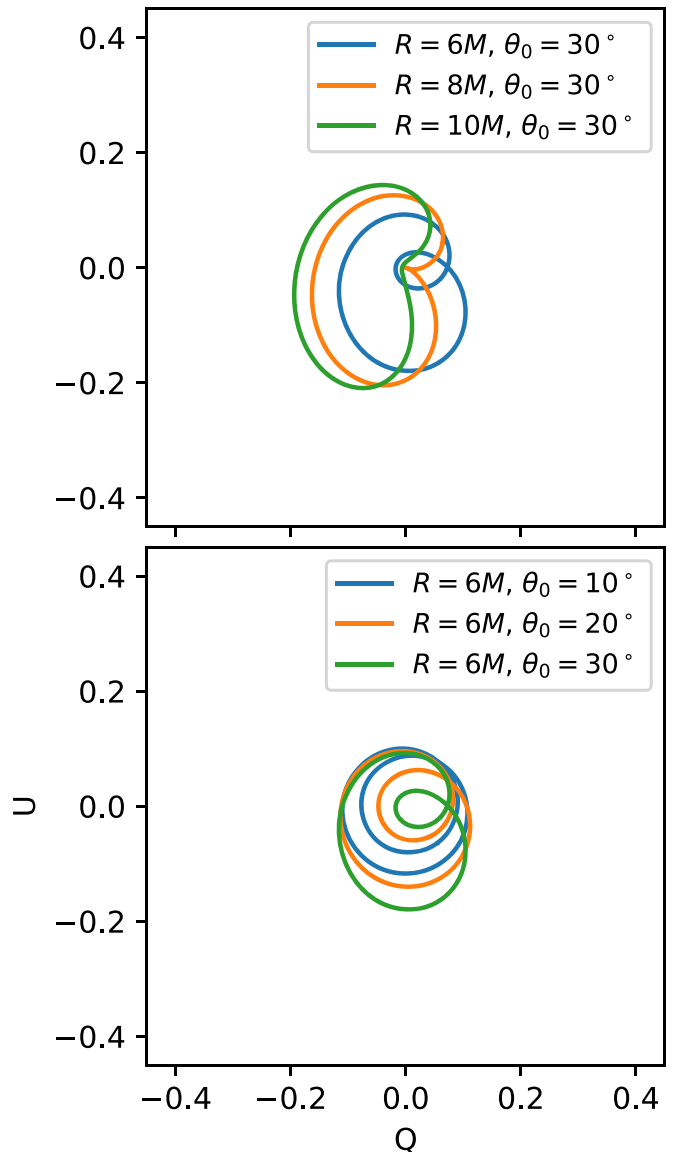 0.4
0.2
0.0
−0.2
−0.4
R = 6M, θ₀ = 30°
R = 8M, θ₀ = 30°
R = 10M, θ₀ = 30°
U
0.4
0.2
0.0
−0.2
−0.4
R = 6M, θ₀ = 10°
R = 6M, θ₀ = 20°
R = 6M, θ₀ = 30°
−0.4 −0.2 0.0 0.2 0.4
Q